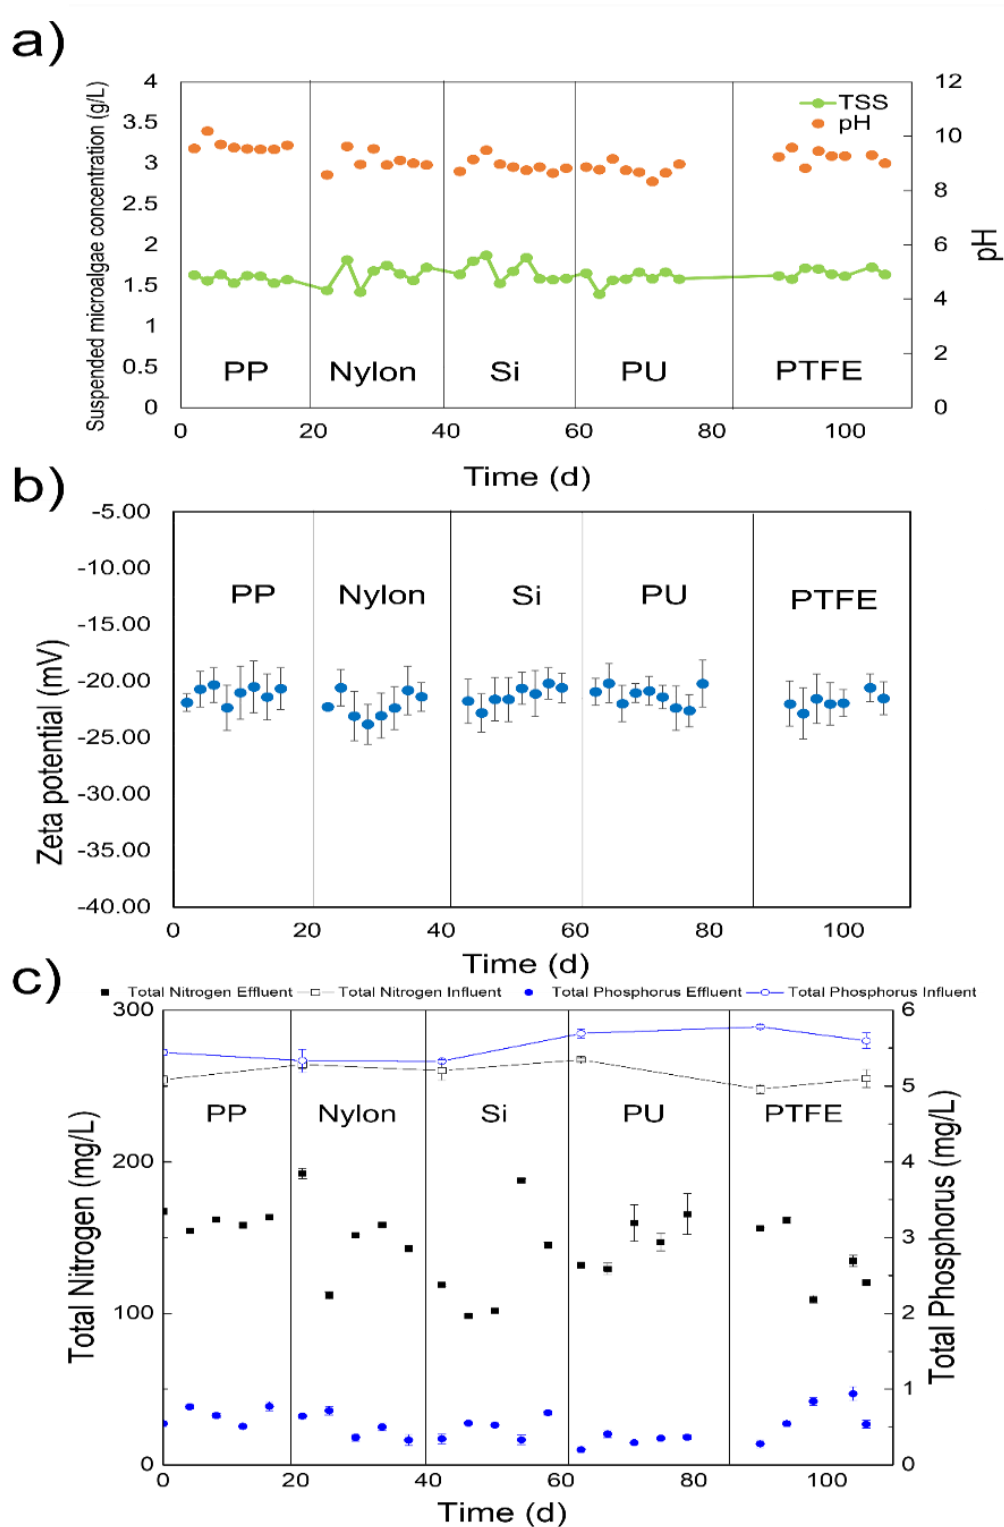 a)
Suspended microalgae concentration (g/L)
4
3.5
3
2.5
2
1.5
1
0.5
0
12
10
8
6
4
2
0
pH
TSS
pH
PP Nylon Si PU PTFE
0 20 40 60 80 100
Time (d)
b)
Zeta potential (mV)
-5.00
-10.00
-15.00
-20.00
-25.00
-30.00
-35.00
-40.00
PP Nylon Si PU PTFE
0 20 40 60 80 100
Time (d)
c)
Total Nitrogen Effluent Total Nitrogen Influent Total Phosphorus Effluent Total Phosphorus Influent
Total Nitrogen (mg/L)
300
200
100
0
6
5
4
3
2
1
0
Total Phosphorus (mg/L)
PP Nylon Si PU PTFE
0 20 40 60 80 100
Time (d)